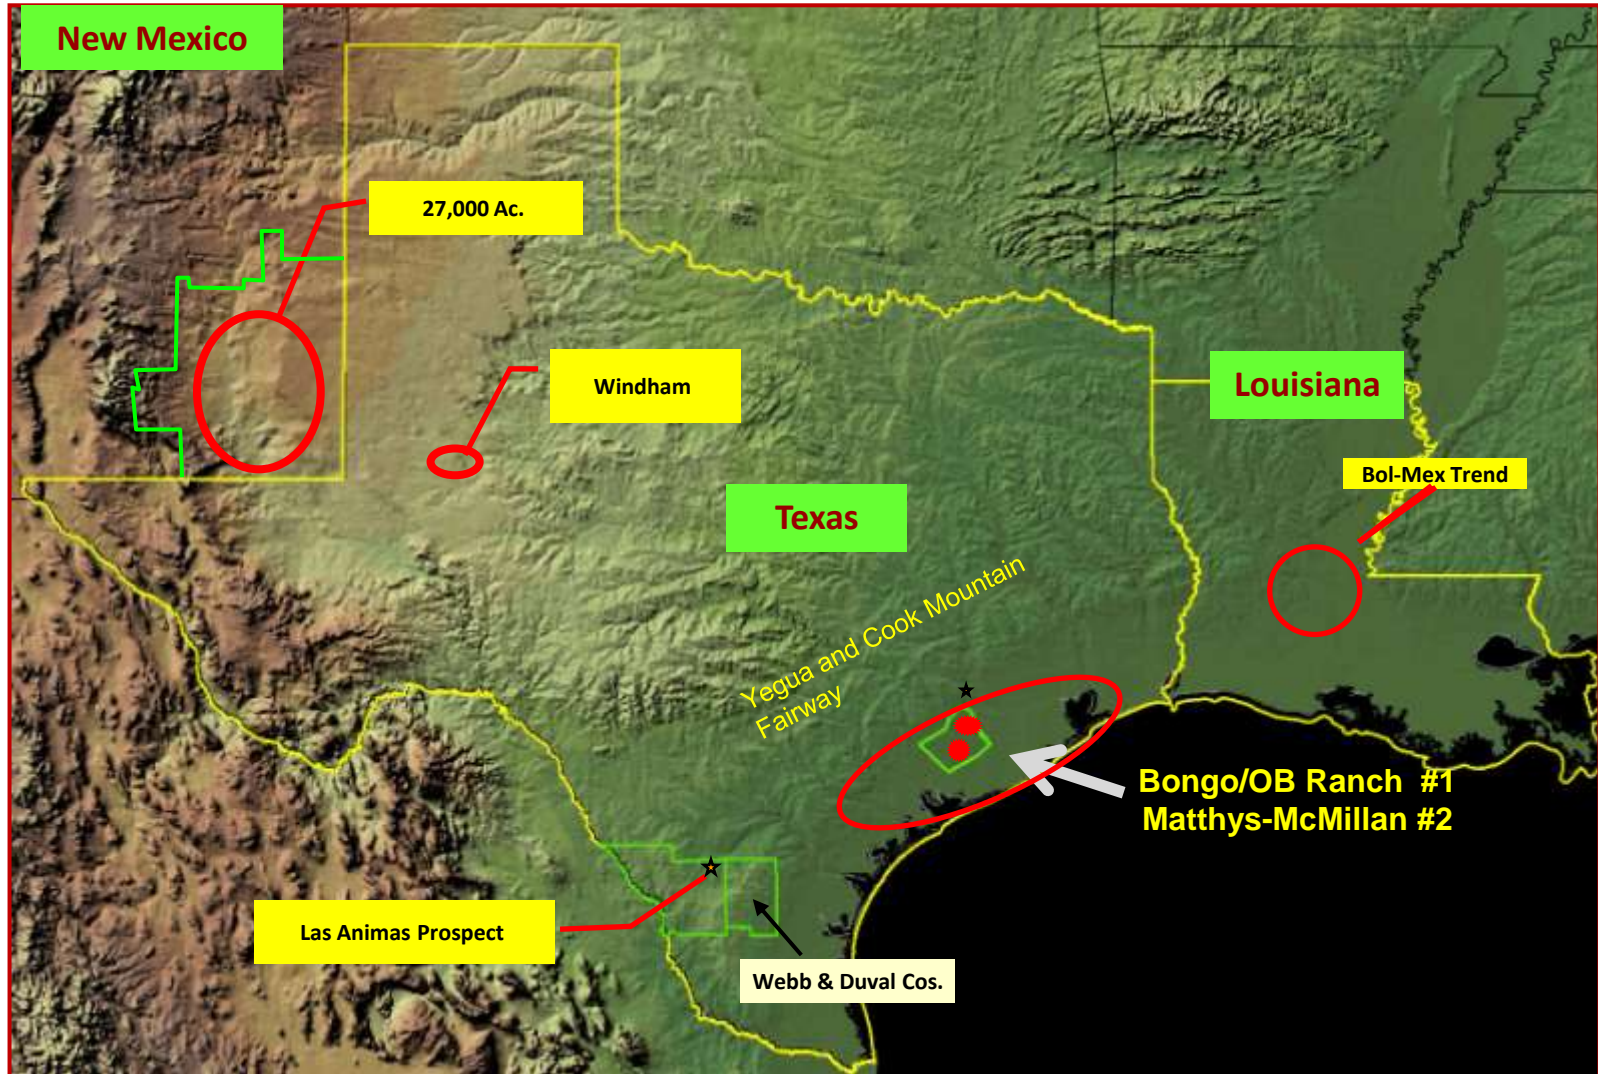 New Mexico
27,000 Ac.
Windham
Louisiana
Bol-Mex Trend
Texas
Yegua and Cook Mountain
Fairway
Bongo/OB Ranch #1
Matthys-McMillan #2
Las Animas Prospect
Webb & Duval Cos.